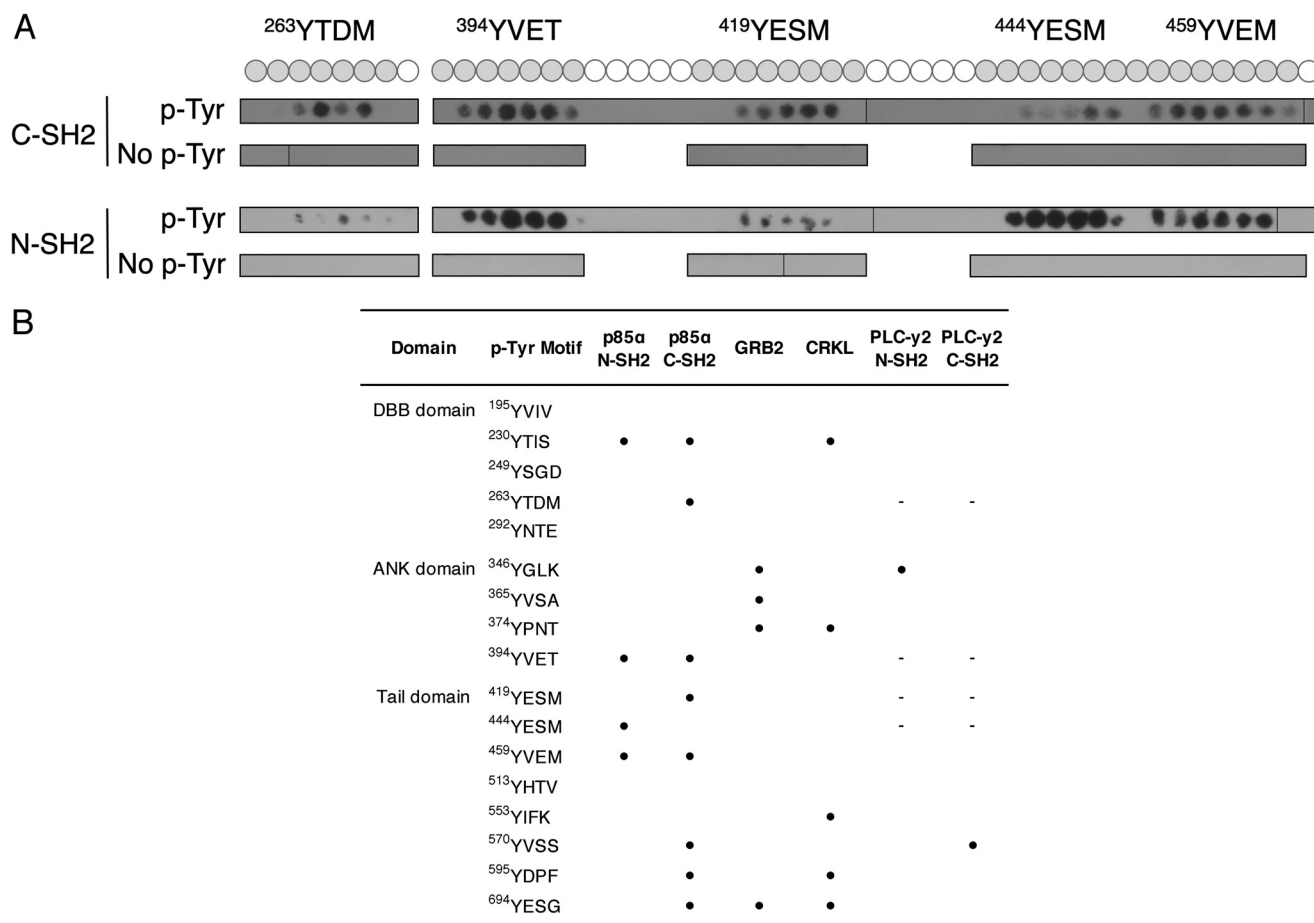 A
263YTDM 394YVET 419YESM 444YESM 459YVEM
C-SH2
p-Tyr
No p-Tyr
N-SH2
p-Tyr
No p-Tyr
B
Domain p-Tyr Motif p85α N-SH2 p85α C-SH2 GRB2 CRKL PLC-y2 N-SH2 PLC-y2 C-SH2
DBB domain 195YVIV
230YTIS • • •
249YSGD
263YTDM • - -
292YNTE
ANK domain 346YGLK • •
365YVSA •
374YPNT • •
394YVET • • - -
Tail domain 419YESM • - -
444YESM • - -
459YVEM • •
513YHTV
553YIFK •
570YVSS • •
595YDPF • •
694YESG • • •